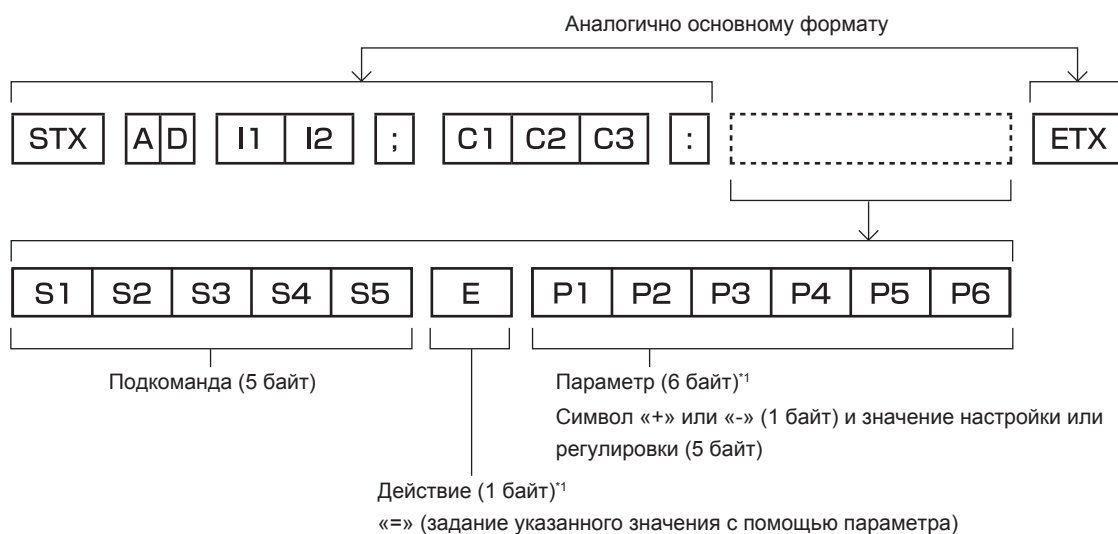 Аналогично основному формату
STX A D I1 I2 ; C1 C2 C3 : ETX
S1 S2 S3 S4 S5 E P1 P2 P3 P4 P5 P6
Подкоманда (5 байт)
Параметр (6 байт)*1
Символ «+» или «-» (1 байт) и значение настройки или
регулировки (5 байт)
Действие (1 байт)*1
«=» (задание указанного значения с помощью параметра)